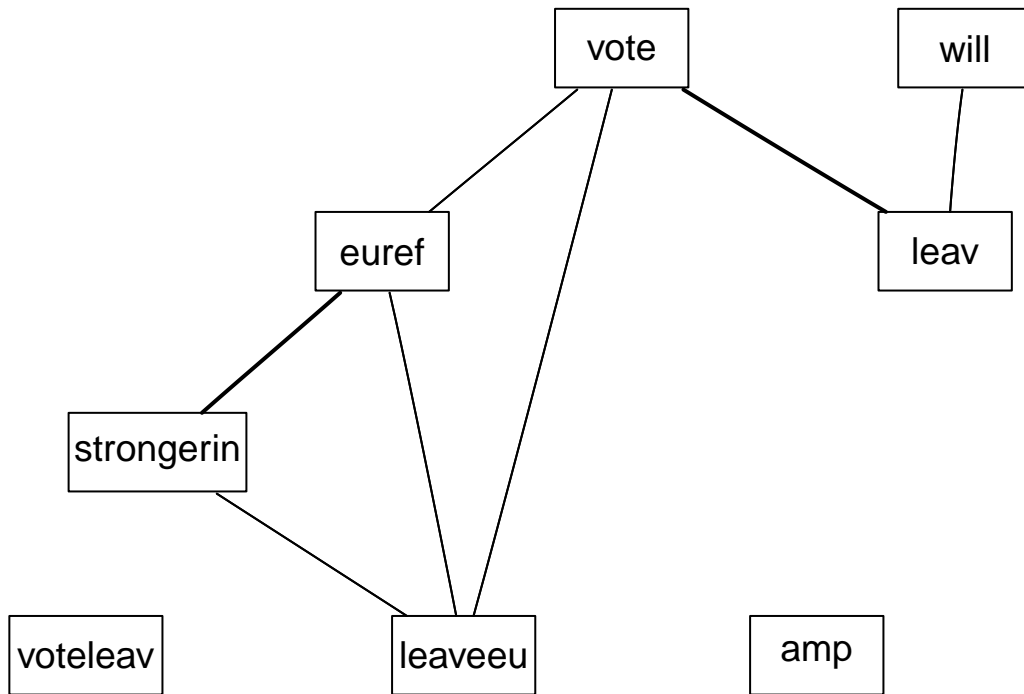 vote
will
euref
leav
strongerin
voteleav
leaveeu
amp